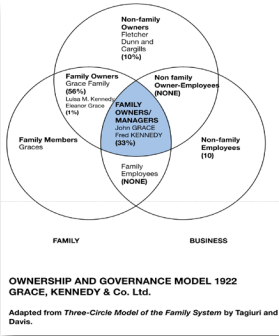 Non-family
Owners
Fletcher
Dunn and
Cargills
(10%)
Family Owners
Grace Family
(56%)
Luisa M. Kennedy
Eleanor Grace
(1%)
Non family
Owner-Employees
(NONE)
FAMILY
OWNERS/
MANAGERS
John GRACE
Fred KENNEDY
(33%)
Family Members
Graces
Non-family
Employees
(10)
Family
Employees
(NONE)
FAMILY
BUSINESS
OWNERSHIP AND GOVERNANCE MODEL 1922
GRACE, KENNEDY & Co. Ltd.
Adapted from Three-Circle Model of the Family System by Tagiuri and
Davis.